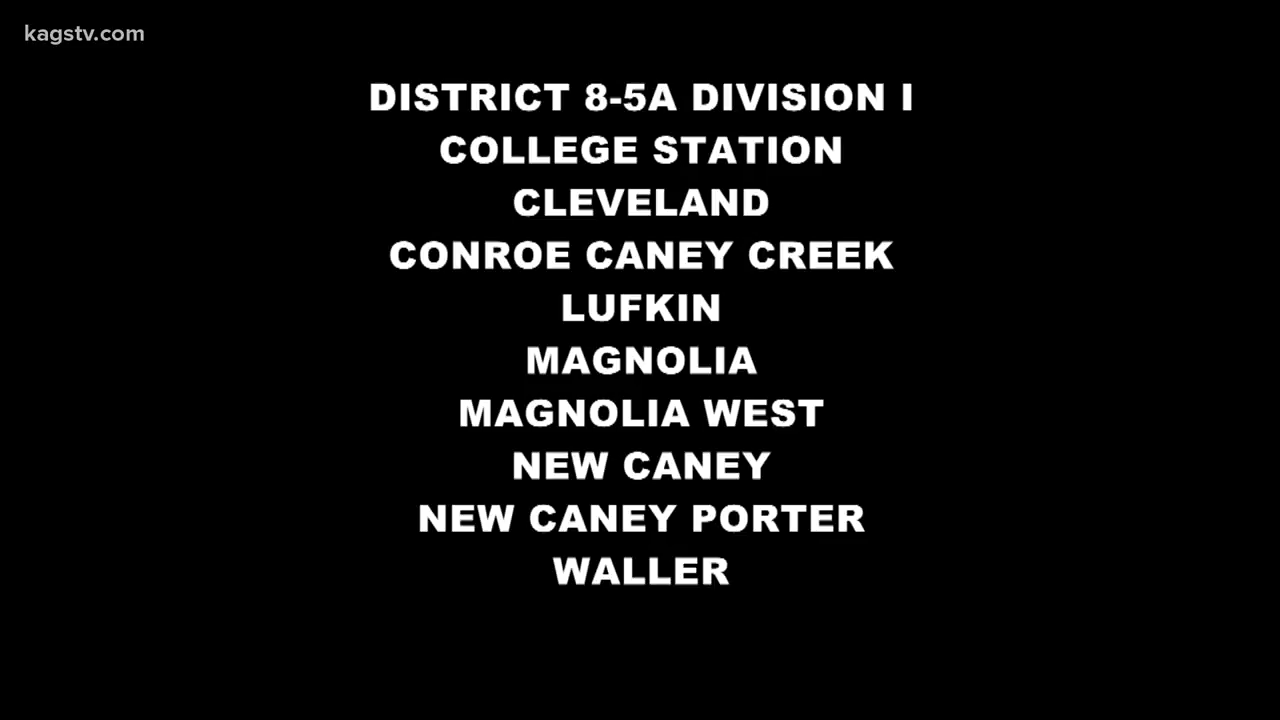 kagstv.com
DISTRICT 8-5A DIVISION I
COLLEGE STATION
CLEVELAND
CONROE CANEY CREEK
LUFKIN
MAGNOLIA
MAGNOLIA WEST
NEW CANEY
NEW CANEY PORTER
WALLER